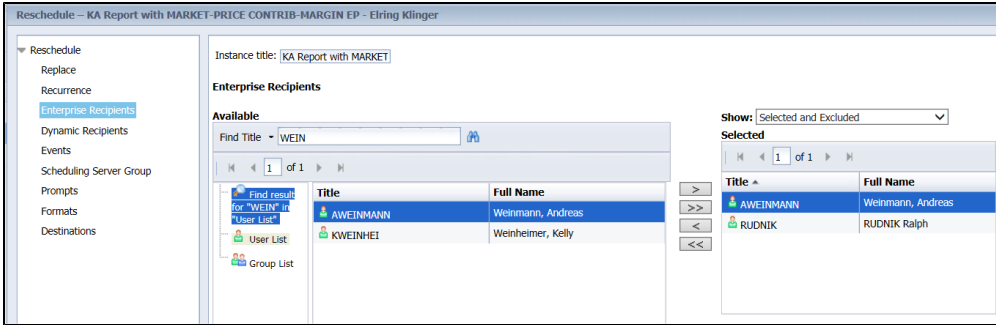 Reschedule – KA Report with MARKET-PRICE CONTRIB-MARGIN EP - Elring Klinger
Reschedule
Replace
Recurrence
Enterprise Recipients
Dynamic Recipients
Events
Scheduling Server Group
Prompts
Formats
Destinations
Instance title: KA Report with MARKET
Enterprise Recipients
Available
Find Title WEIN
1 of 1
Find result
for "WEIN" in
"User List"
User List
Group List
Title Full Name
AWEINMANN Weinmann, Andreas
KWEINHEI Weinheimer, Kelly
>
>>
<
<<
Show: Selected and Excluded
Selected
1 of 1
Title Full Name
AWEINMANN Weinmann, Andreas
RUDNIK RUDNIK Ralph